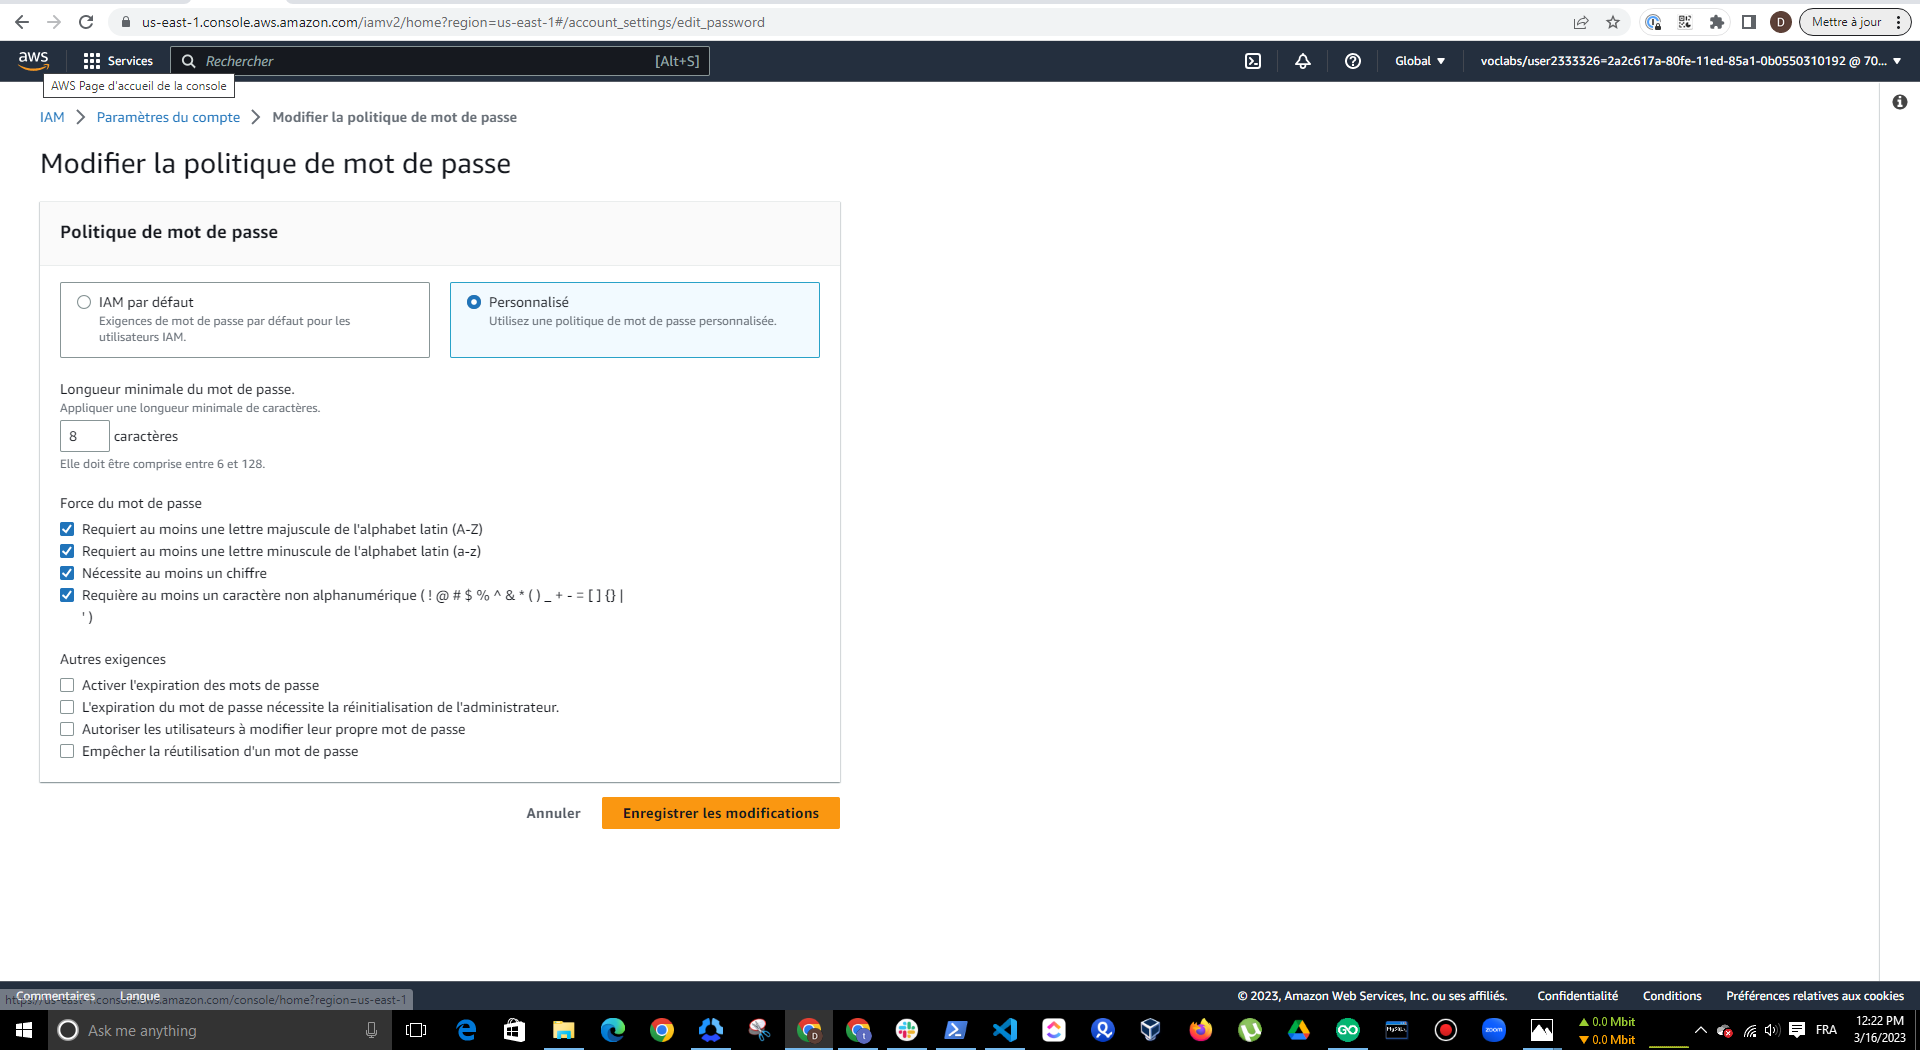 us-east-1.console.aws.amazon.com/iamv2/home?region=us-east-1#/account_settings/edit_password
D
Mettre à jour
aws
Services
Rechercher
[Alt+S]
Global
voclabs/user2333326=2a2c617a-80fe-11ed-85a1-0b0550310192 @ 70...
AWS Page d'accueil de la console
IAM
Paramètres du compte
Modifier la politique de mot de passe
Modifier la politique de mot de passe
Politique de mot de passe
IAM par défaut
Exigences de mot de passe par défaut pour les
utilisateurs IAM.
Personnalisé
Utilisez une politique de mot de passe personnalisée.
Longueur minimale du mot de passe.
Appliquer une longueur minimale de caractères.
8 caractères
Elle doit être comprise entre 6 et 128.
Force du mot de passe
Requiert au moins une lettre majuscule de l'alphabet latin (A-Z)
Requiert au moins une lettre minuscule de l'alphabet latin (a-z)
Nécessite au moins un chiffre
Requière au moins un caractère non alphanumérique ( ! @ # $ % ^ & * ( ) _ + - = [ ] {} |
' )
Autres exigences
Activer l'expiration des mots de passe
L'expiration du mot de passe nécessite la réinitialisation de l'administrateur.
Autoriser les utilisateurs à modifier leur propre mot de passe
Empêcher la réutilisation d'un mot de passe
Annuler
Enregistrer les modifications
Commentaires
Langue
https://us-east-1.console.aws.amazon.com/console/home?region=us-east-1
© 2023, Amazon Web Services, Inc. ou ses affiliés.
Confidentialité
Conditions
Préférences relatives aux cookies
Ask me anything
D
t
GO
MySQL
zoom
0.0 Mbit
0.0 Mbit
FRA
12:22 PM
3/16/2023